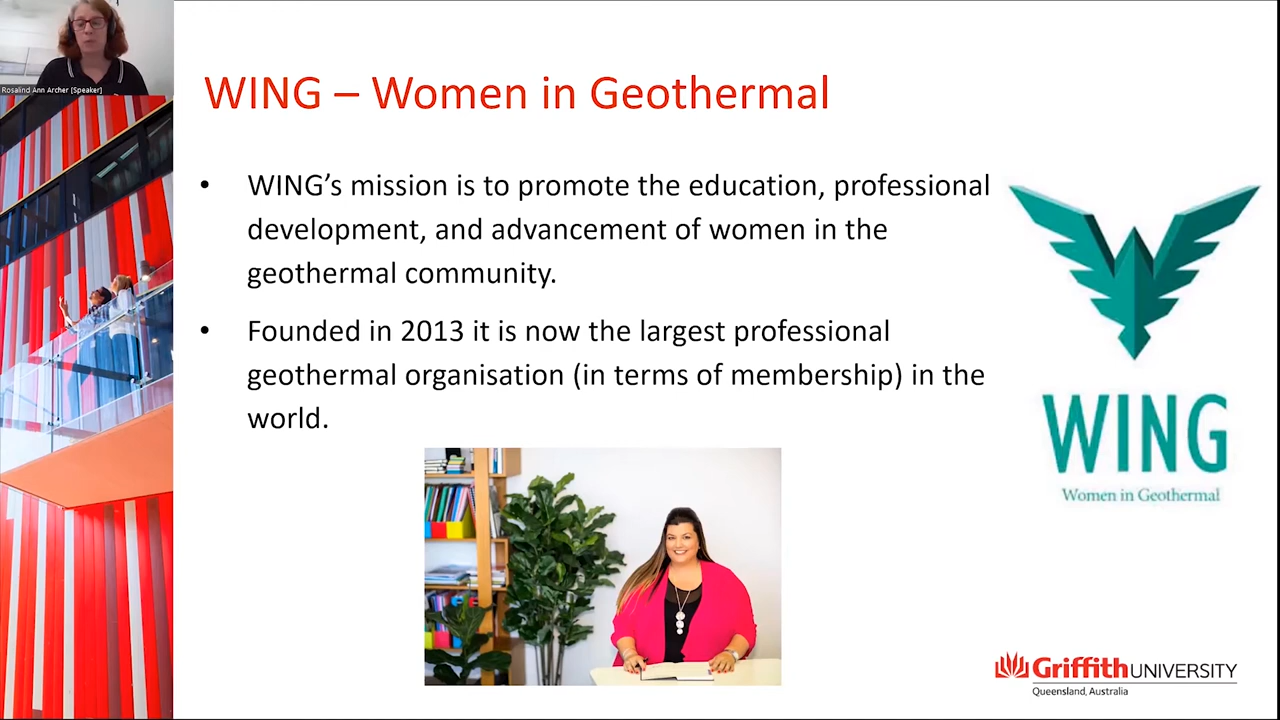 Rosalind Ann Archer [Speaker]
WING – Women in Geothermal
• WING’s mission is to promote the education, professional
development, and advancement of women in the
geothermal community.
• Founded in 2013 it is now the largest professional
geothermal organisation (in terms of membership) in the
world.
WING
Women in Geothermal
Griffith UNIVERSITY
Queensland, Australia